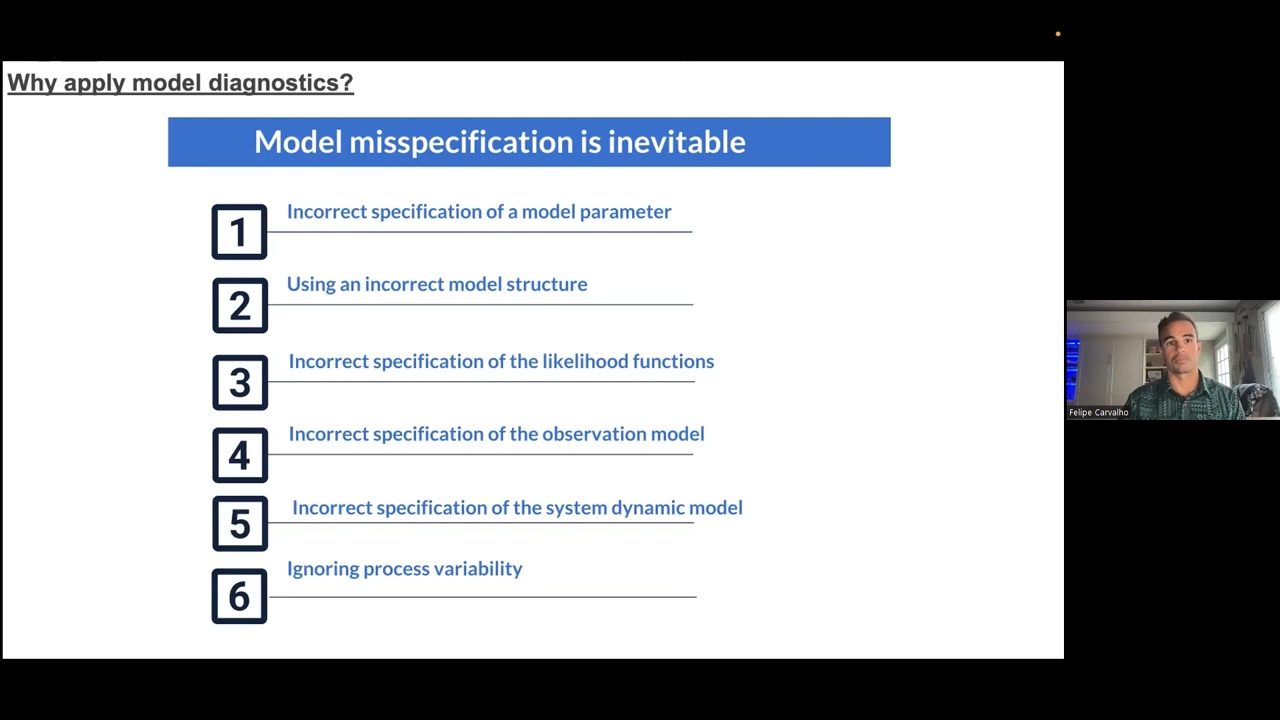 Why apply model diagnostics?
Model misspecification is inevitable
1 Incorrect specification of a model parameter
2 Using an incorrect model structure
3 Incorrect specification of the likelihood functions
4 Incorrect specification of the observation model
5 Incorrect specification of the system dynamic model
6 Ignoring process variability
Felipe Carvalho